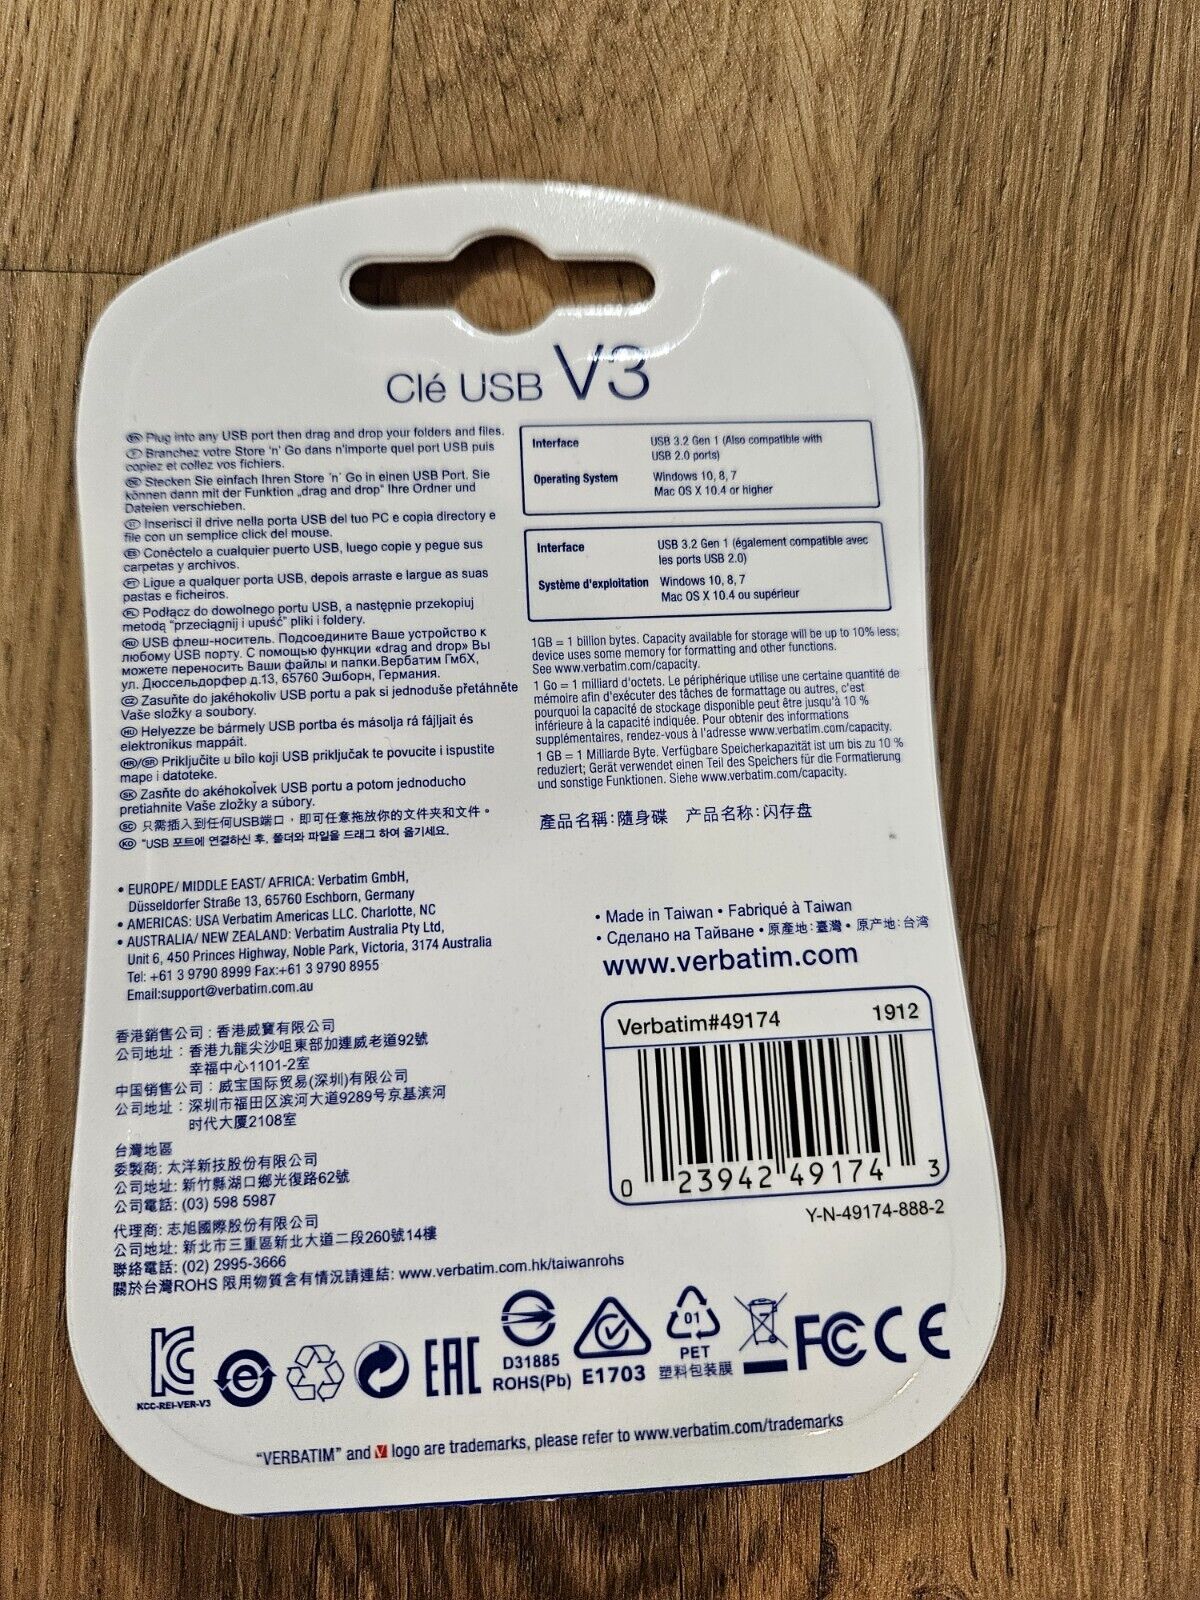 Clé USB V3
EN Plug into any USB port then drag and drop your folders and files.
F Branchez votre Store 'n' Go dans n'importe quel port USB puis
copiez et collez vos fichiers.
Stecken Sie einfach Ihren Store 'n' Go in einen USB Port. Sie
können dann mit der Funktion „drag and drop" Ihre Ordner und
Dateien verschieben.
IT Inserisci il drive nella porta USB del tuo PC e copia directory e
file con un semplice click del mouse.
ES Conéctelo a cualquier puerto USB, luego copie y pegue sus
carpetas y archivos.
PT Ligue a qualquer porta USB, depois arraste e largue as suas
pastas e ficheiros.
PL Podłącz do dowolnego portu USB, a następnie przekopiuj
metodą "przeciągnij i upuść" pliki i foldery.
RU USB флеш-носитель. Подсоедините Ваше устройство к
любому USB порту. С помощью функции «drag and drop» Вы
можете переносить Ваши файлы и папки.Вербатим ГмбХ,
ул. Дюссельдорфер д.13, 65760 Эшборн, Германия.
CZ Zasuňte do jakéhokoliv USB portu a pak si jednoduše přetáhněte
Vaše složky a soubory.
HU Helyezze be bármely USB portba és másolja rá fájljait és
elektronikus mappáit.
HR/SR Priključite u bilo koji USB priključak te povucite i ispustite
mape i datoteke.
SK Zasňte do akéhokoľvek USB portu a potom jednoducho
pretiahnite Vaše zložky a súbory.
SC 只需插入到任何USB端口，即可任意拖放你的文件夹和文件。
KO "USB 포트에 연결하신 후, 폴더와 파일을 드래그 하여 옮기세요.
Interface USB 3.2 Gen 1 (Also compatible with
USB 2.0 ports)
Operating System Windows 10, 8, 7
Mac OS X 10.4 or higher
Interface USB 3.2 Gen 1 (également compatible avec
les ports USB 2.0)
Système d'exploitation Windows 10, 8, 7
Mac OS X 10.4 ou supérieur
1GB = 1 billion bytes. Capacity available for storage will be up to 10% less;
device uses some memory for formatting and other functions.
See www.verbatim.com/capacity.
1 Go = 1 milliard d'octets. Le périphérique utilise une certaine quantité de
mémoire afin d'exécuter des tâches de formattage ou autres, c'est
pourquoi la capacité de stockage disponible peut être jusqu'à 10 %
inférieure à la capacité indiquée. Pour obtenir des informations
supplémentaires, rendez-vous à l'adresse www.verbatim.com/capacity.
1 GB = 1 Milliarde Byte. Verfügbare Speicherkapazität ist um bis zu 10 %
reduziert; Gerät verwendet einen Teil des Speichers für die Formatierung
und sonstige Funktionen. Siehe www.verbatim.com/capacity.
產品名稱：隨身碟 产品名称：闪存盘
• EUROPE/ MIDDLE EAST/ AFRICA: Verbatim GmbH,
Düsseldorfer Straße 13, 65760 Eschborn, Germany
• AMERICAS: USA Verbatim Americas LLC. Charlotte, NC
• AUSTRALIA/ NEW ZEALAND: Verbatim Australia Pty Ltd,
Unit 6, 450 Princes Highway, Noble Park, Victoria, 3174 Australia
Tel: +61 3 9790 8999 Fax:+61 3 9790 8955
Email:support@verbatim.com.au
• Made in Taiwan • Fabriqué à Taiwan
• Сделано на Тайване • 原產地:臺灣 • 原产地:台湾
www.verbatim.com
香港銷售公司：香港威寶有限公司
公司地址：香港九龍尖沙咀東部加連威老道92號
幸福中心1101-2室
中国销售公司：威宝国际贸易(深圳)有限公司
公司地址：深圳市福田区滨河大道9289号京基滨河
时代大厦2108室
台灣地區
委製商: 太洋新技股份有限公司
公司地址: 新竹縣湖口鄉光復路62號
公司電話: (03) 598 5987
代理商: 志旭國際股份有限公司
公司地址: 新北市三重區新北大道二段260號14樓
聯絡電話: (02) 2995-3666
關於台灣ROHS 限用物質含有情況請連結: www.verbatim.com.hk/taiwanrohs
Verbatim#49174 1912
0 23942 49174 3
Y-N-49174-888-2
KC
KCC-REI-VER-V3
e
EAC
D31885
ROHS(Pb)
E1703
01
PET
塑料包装膜
FC CE
"VERBATIM" and V logo are trademarks, please refer to www.verbatim.com/trademarks